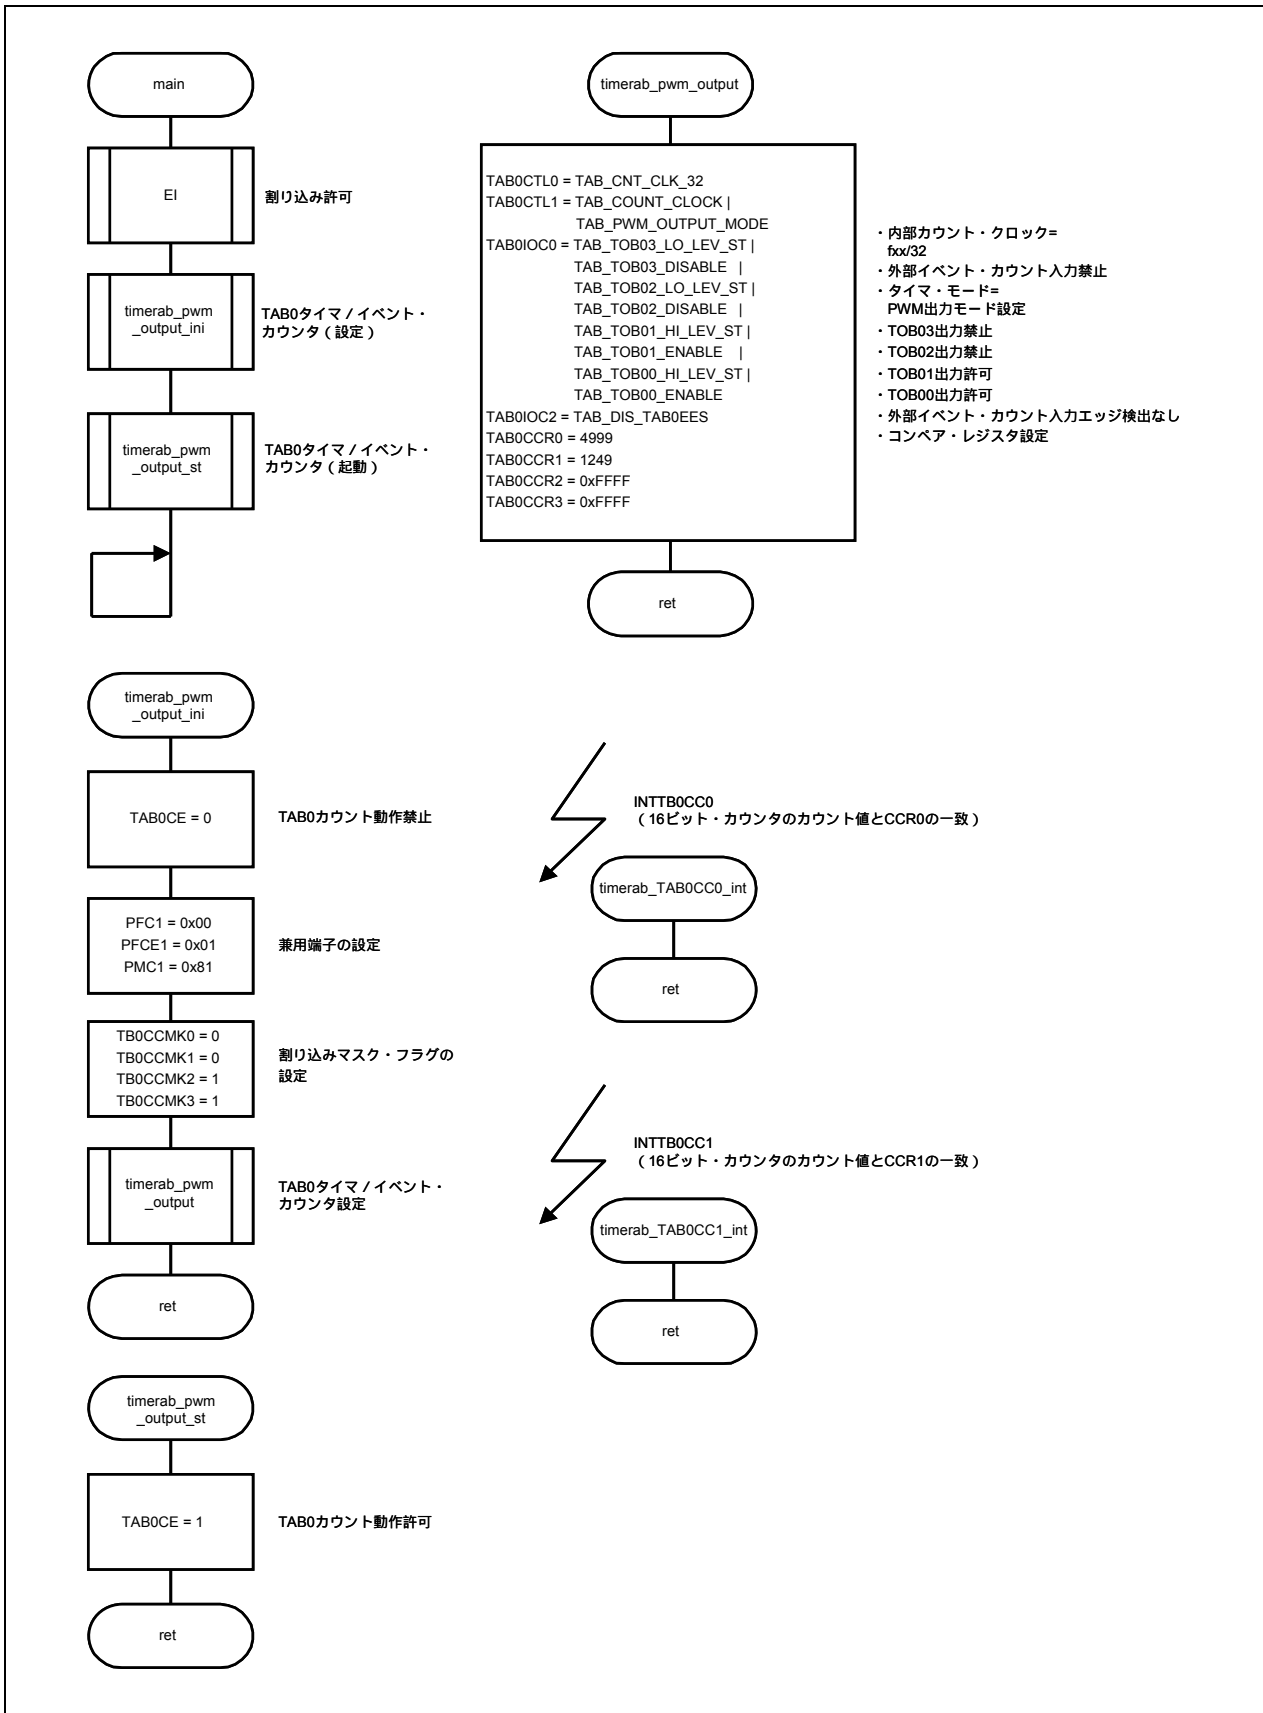 main
EI
割り込み許可
timerab_pwm
_output_ini
TAB0タイマ / イベント・
カウンタ ( 設定 )
timerab_pwm
_output_st
TAB0タイマ / イベント・
カウンタ ( 起動 )
timerab_pwm_output
TAB0CTL0 = TAB_CNT_CLK_32
TAB0CTL1 = TAB_COUNT_CLOCK |
TAB_PWM_OUTPUT_MODE
TAB0IOC0 = TAB_TOB03_LO_LEV_ST |
TAB_TOB03_DISABLE |
TAB_TOB02_LO_LEV_ST |
TAB_TOB02_DISABLE |
TAB_TOB01_HI_LEV_ST |
TAB_TOB01_ENABLE |
TAB_TOB00_HI_LEV_ST |
TAB_TOB00_ENABLE
TAB0IOC2 = TAB_DIS_TAB0EES
TAB0CCR0 = 4999
TAB0CCR1 = 1249
TAB0CCR2 = 0xFFFF
TAB0CCR3 = 0xFFFF
・内部カウント・クロック=
fxx/32
・外部イベント・カウント入力禁止
・タイマ・モード=
PWM出力モード設定
・TOB03出力禁止
・TOB02出力禁止
・TOB01出力許可
・TOB00出力許可
・外部イベント・カウント入力エッジ検出なし
・コンペア・レジスタ設定
ret
timerab_pwm
_output_ini
TAB0CE = 0
TAB0カウント動作禁止
PFC1 = 0x00
PFCE1 = 0x01
PMC1 = 0x81
兼用端子の設定
TB0CCMK0 = 0
TB0CCMK1 = 0
TB0CCMK2 = 1
TB0CCMK3 = 1
割り込みマスク・フラグの
設定
timerab_pwm
_output
TAB0タイマ / イベント・
カウンタ設定
ret
INTTB0CC0
( 16ビット・カウンタのカウント値とCCR0の一致 )
timerab_TAB0CC0_int
ret
INTTB0CC1
( 16ビット・カウンタのカウント値とCCR1の一致 )
timerab_TAB0CC1_int
ret
timerab_pwm
_output_st
TAB0CE = 1
TAB0カウント動作許可
ret